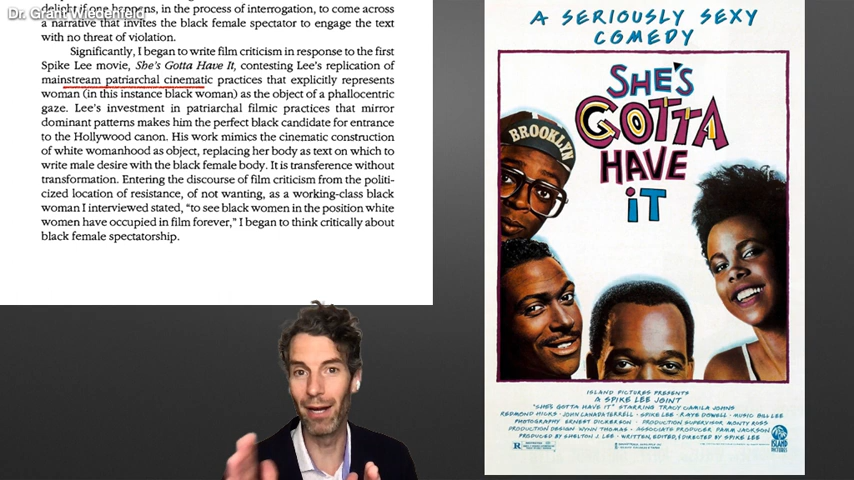 Dr. Grant Wiedenfeld
delight if one happens, in the process of interrogation, to come across
a narrative that invites the black female spectator to engage the text
with no threat of violation.
Significantly, I began to write film criticism in response to the first
Spike Lee movie, She's Gotta Have It, contesting Lee's replication of
mainstream patriarchal cinematic practices that explicitly represents
woman (in this instance black woman) as the object of a phallocentric
gaze. Lee's investment in patriarchal filmic practices that mirror
dominant patterns makes him the perfect black candidate for entrance
to the Hollywood canon. His work mimics the cinematic construction
of white womanhood as object, replacing her body as text on which to
write male desire with the black female body. It is transference without
transformation. Entering the discourse of film criticism from the politi-
cized location of resistance, of not wanting, as a working-class black
woman I interviewed stated, "to see black women in the position white
women have occupied in film forever," I began to think critically about
black female spectatorship.
A SERIOUSLY SEXY
COMEDY
SHE'S
GOTTA
HAVE
iT
BROOKLYN
ISLAND PICTURES PRESENTS
A SPIKE LEE JOINT
"SHE'S GOTTA HAVE IT" STARRING TRACY CAMILA JOHNS
REDMOND HICKS · JOHN CANADA TERRELL · SPIKE LEE · RAYE DOWELL · MUSIC BILL LEE
PHOTOGRAPHY ERNEST DICKERSON · PRODUCTION SUPERVISOR MONTY ROSS
PRODUCTION DESIGN WYNN THOMAS · ASSOCIATE PRODUCER PAMM JACKSON
PRODUCED BY SHELTON J. LEE · WRITTEN, EDITED, & DIRECTED BY SPIKE LEE
R
ISLAND
PICTURES